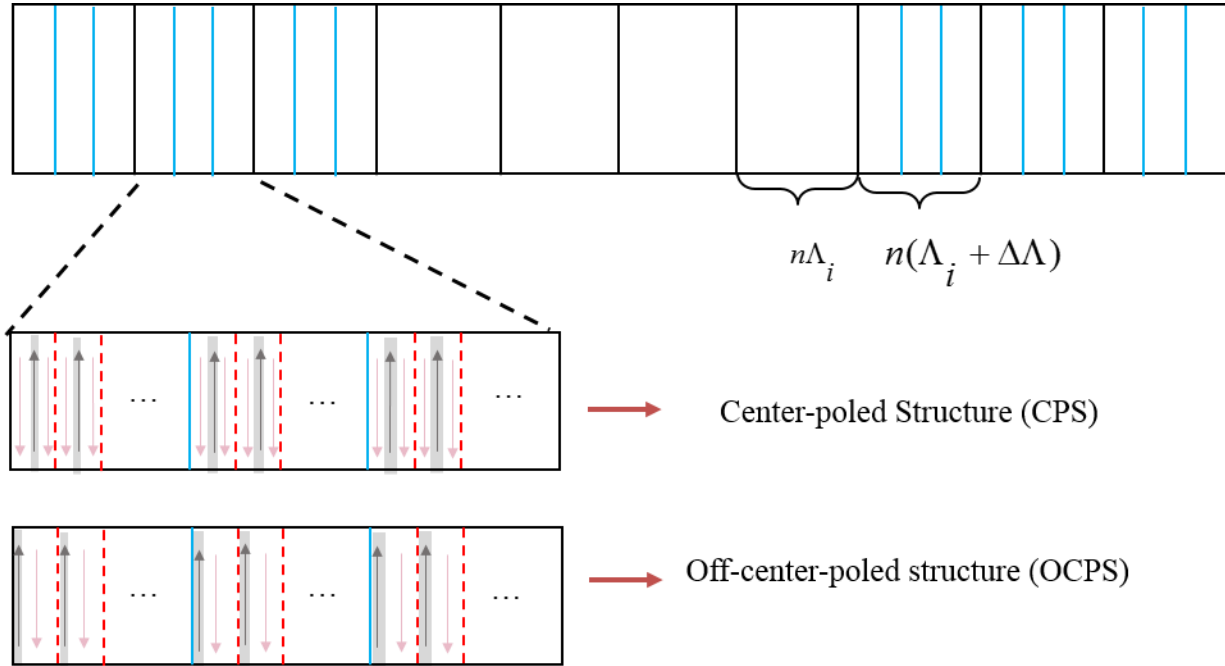 nΛi n(Λi + ΔΛ)
... ... ...
Center-poled Structure (CPS)
... ... ...
Off-center-poled structure (OCPS)